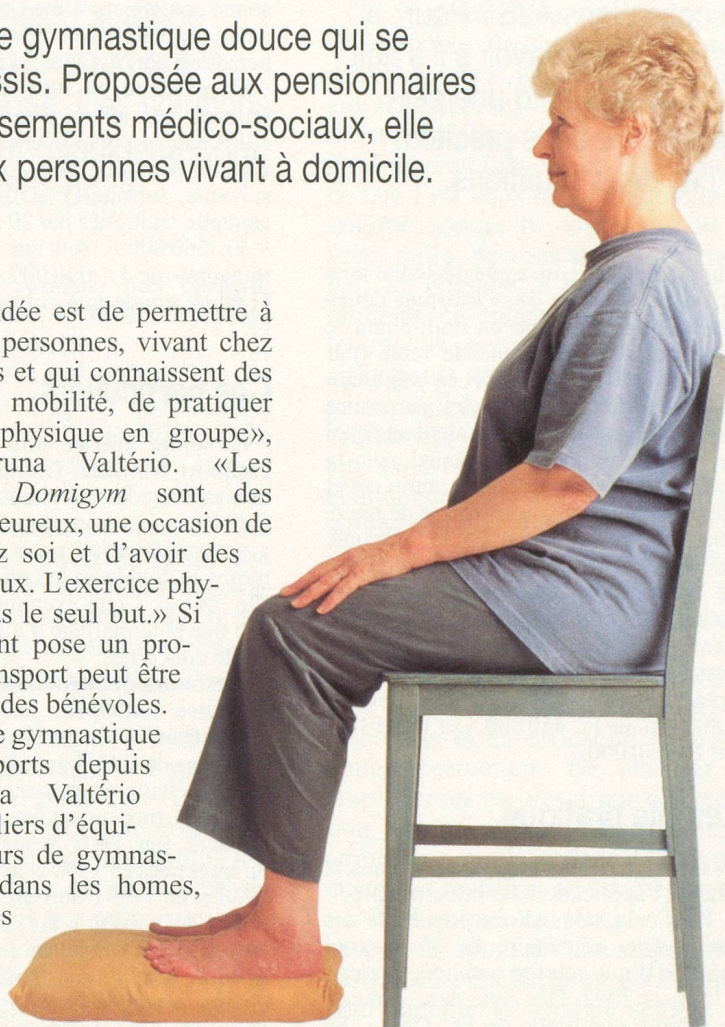 e gymnastique douce qui se
ssis. Proposée aux pensionnaires
sements médico-sociaux, elle
x personnes vivant à domicile.
dée est de permettre à
personnes, vivant chez
s et qui connaissent des
mobilité, de pratiquer
physique en groupe»,
runa Valtério. «Les
Domigym sont des
eureux, une occasion de
z soi et d'avoir des
ux. L'exercice phy-
s le seul but.» Si
nt pose un pro-
nsport peut être
des bénévoles.
e gymnastique
ports depuis
a Valtério
liers d'équi-
urs de gymnas-
dans les homes,
es